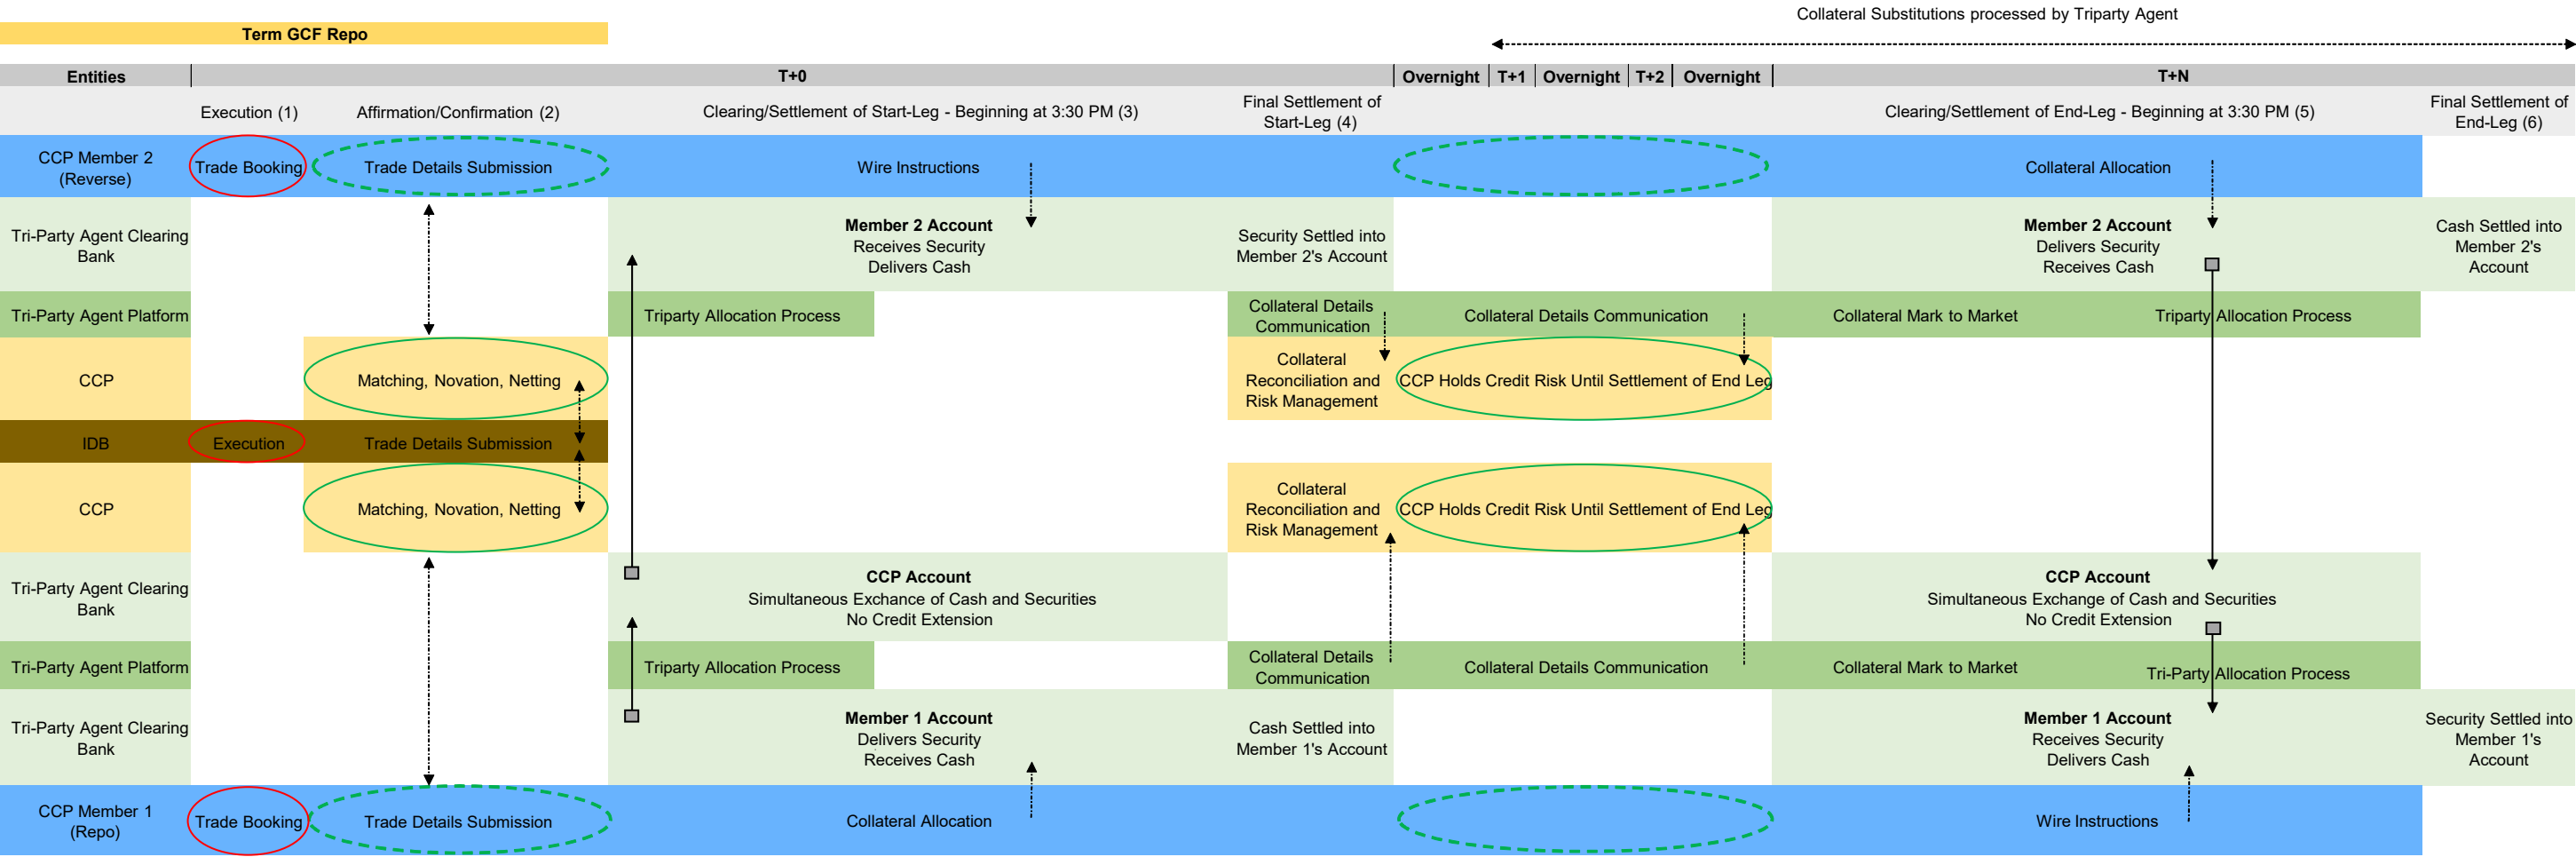 Collateral Substitutions processed by Triparty Agent
Term GCF Repo
Entities
T+0
Overnight
T+1
Overnight
T+2
Overnight
T+N
Execution (1)
Affirmation/Confirmation (2)
Clearing/Settlement of Start-Leg - Beginning at 3:30 PM (3)
Final Settlement of
Start-Leg (4)
Clearing/Settlement of End-Leg - Beginning at 3:30 PM (5)
Final Settlement of
End-Leg (6)
CCP Member 2
(Reverse)
Trade Booking
Trade Details Submission
Wire Instructions
Collateral Allocation
Tri-Party Agent Clearing
Bank
Member 2 Account
Receives Security
Delivers Cash
Security Settled into
Member 2's Account
Member 2 Account
Delivers Security
Receives Cash
Cash Settled into
Member 2's
Account
Tri-Party Agent Platform
Triparty Allocation Process
Collateral Details
Communication
Collateral Details Communication
Collateral Mark to Market
Triparty Allocation Process
CCP
Matching, Novation, Netting
Collateral
Reconciliation and
Risk Management
CCP Holds Credit Risk Until Settlement of End Leg
IDB
Execution
Trade Details Submission
CCP
Matching, Novation, Netting
Collateral
Reconciliation and
Risk Management
CCP Holds Credit Risk Until Settlement of End Leg
Tri-Party Agent Clearing
Bank
CCP Account
Simultaneous Exchance of Cash and Securities
No Credit Extension
CCP Account
Simultaneous Exchange of Cash and Securities
No Credit Extension
Tri-Party Agent Platform
Triparty Allocation Process
Collateral Details
Communication
Collateral Details Communication
Collateral Mark to Market
Tri-Party Allocation Process
Tri-Party Agent Clearing
Bank
Member 1 Account
Delivers Security
Receives Cash
Cash Settled into
Member 1's Account
Member 1 Account
Receives Security
Delivers Cash
Security Settled into
Member 1's
Account
CCP Member 1
(Repo)
Trade Booking
Trade Details Submission
Collateral Allocation
Wire Instructions